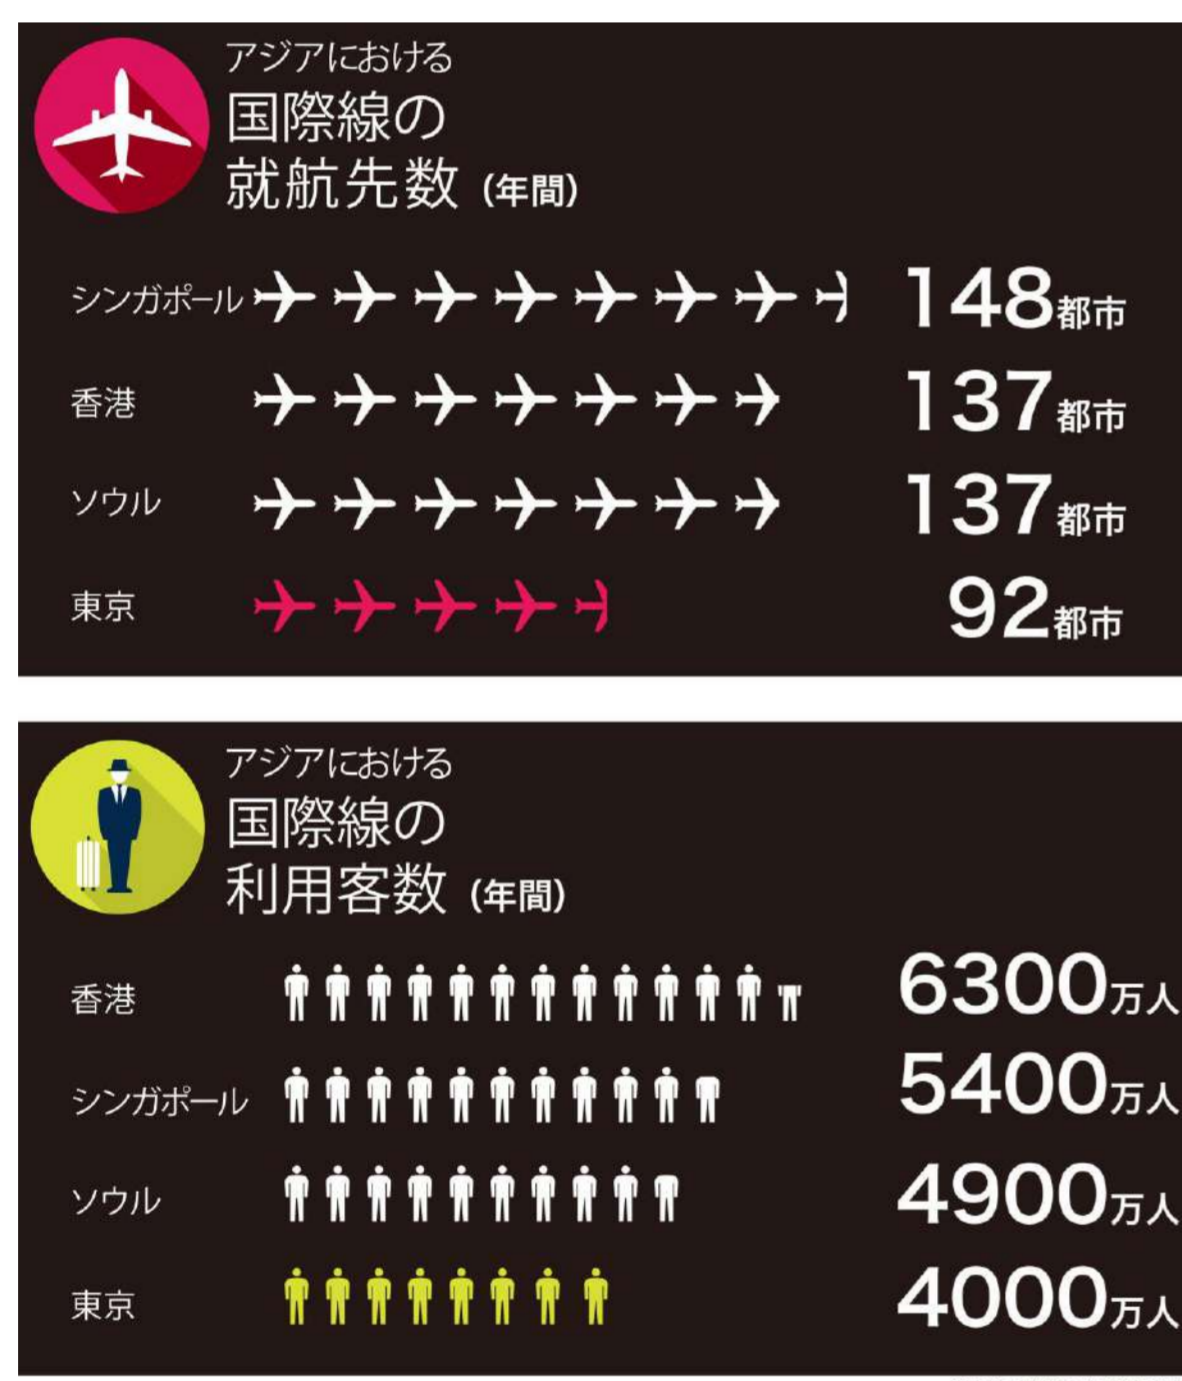 アジアにおける
国際線の
就航先数 (年間)
シンガポール 148都市
香港 137都市
ソウル 137都市
東京 92都市
アジアにおける
国際線の
利用客数 (年間)
香港 6300万人
シンガポール 5400万人
ソウル 4900万人
東京 4000万人